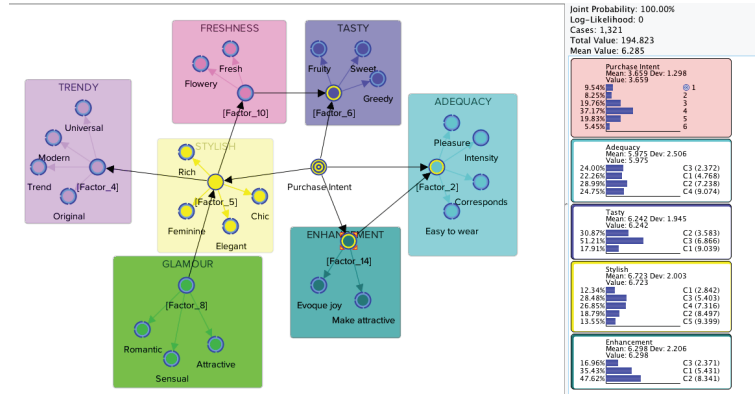 Joint Probability: 100.00%
Log-Likelihood: 0
Cases: 1,321
Total Value: 194.823
Mean Value: 6.285
FRESHNESS
TASTY
Flowery
Fresh
[Factor_10]
Fruity
Sweet
Greedy
[Factor_6]
TRENDY
Universal
Modern
Trend
[Factor_4]
Original
STYLISH
Rich
[Factor_5]
Feminine
Chic
Elegant
Purchase Intent
ADEQUACY
Pleasure
Intensity
[Factor_2]
Corresponds
Easy to wear
GLAMOUR
[Factor_8]
Romantic
Attractive
Sensual
ENHANCEMENT
[Factor_14]
Evoque joy
Make attractive
Purchase Intent
Mean: 3.659 Dev: 1.298
Value: 3.659
9.54% 1
8.25% 2
19.76% 3
37.17% 4
19.83% 5
5.45% 6
Adequacy
Mean: 5.975 Dev: 2.506
Value: 5.975
24.00% C3 (2.372)
22.26% C1 (4.768)
28.99% C2 (7.238)
24.75% C4 (9.074)
Tasty
Mean: 6.242 Dev: 1.945
Value: 6.242
30.87% C2 (3.583)
51.21% C3 (6.866)
17.91% C1 (9.039)
Stylish
Mean: 6.723 Dev: 2.003
Value: 6.723
12.34% C1 (2.842)
28.48% C3 (5.403)
26.85% C4 (7.316)
18.79% C2 (8.497)
13.55% C5 (9.399)
Enhancement
Mean: 6.298 Dev: 2.206
Value: 6.298
16.96% C3 (2.371)
35.43% C1 (5.431)
47.62% C2 (8.341)